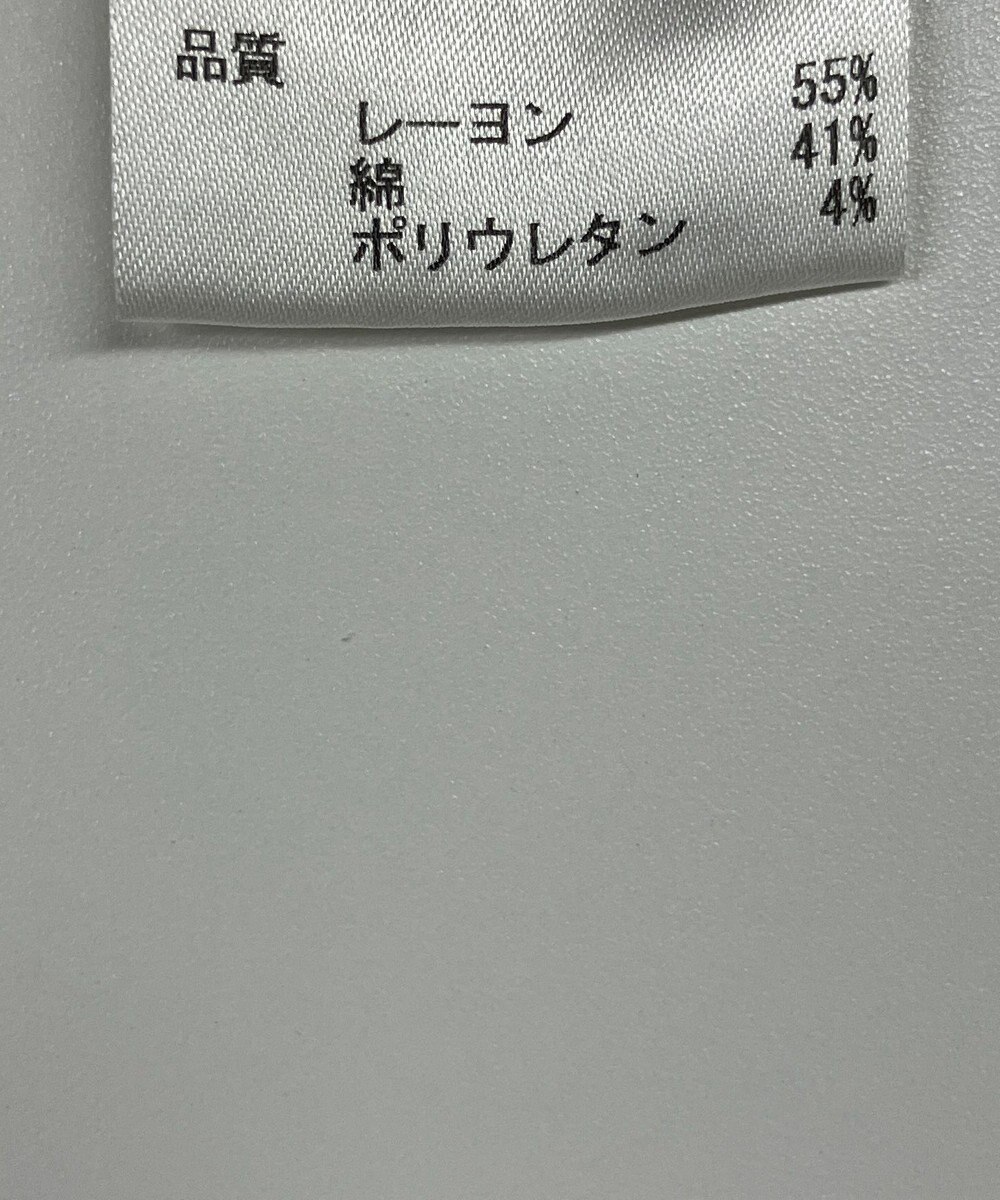 品質
レーヨン 55%
綿 41%
ポリウレタン 4%